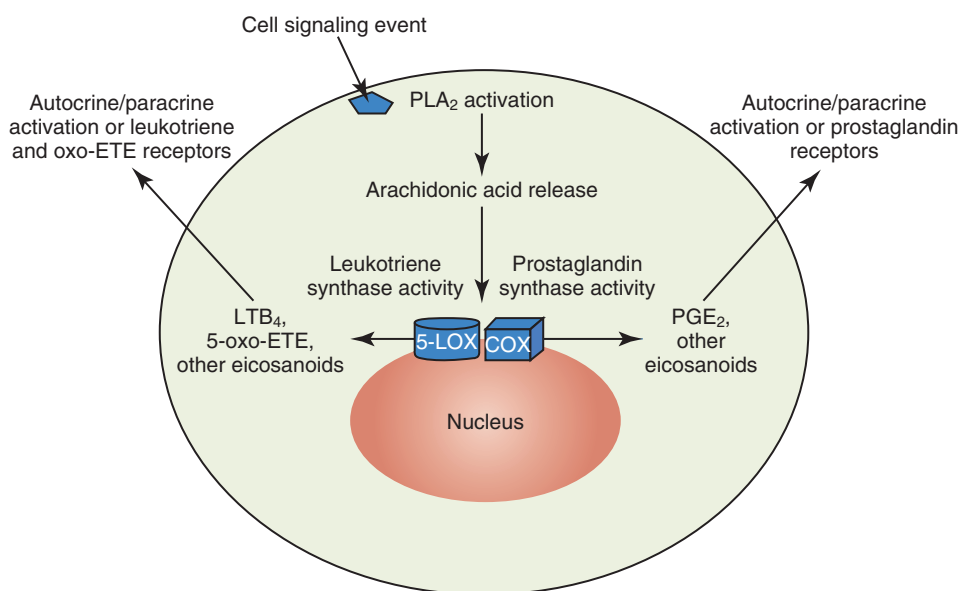 Cell signaling event
PLA₂ activation
Autocrine/paracrine
activation or leukotriene
and oxo-ETE receptors
Autocrine/paracrine
activation or prostaglandin
receptors
Arachidonic acid release
Leukotriene
synthase activity
Prostaglandin
synthase activity
LTB₄,
5-oxo-ETE,
other eicosanoids
5-LOX
COX
PGE₂,
other
eicosanoids
Nucleus